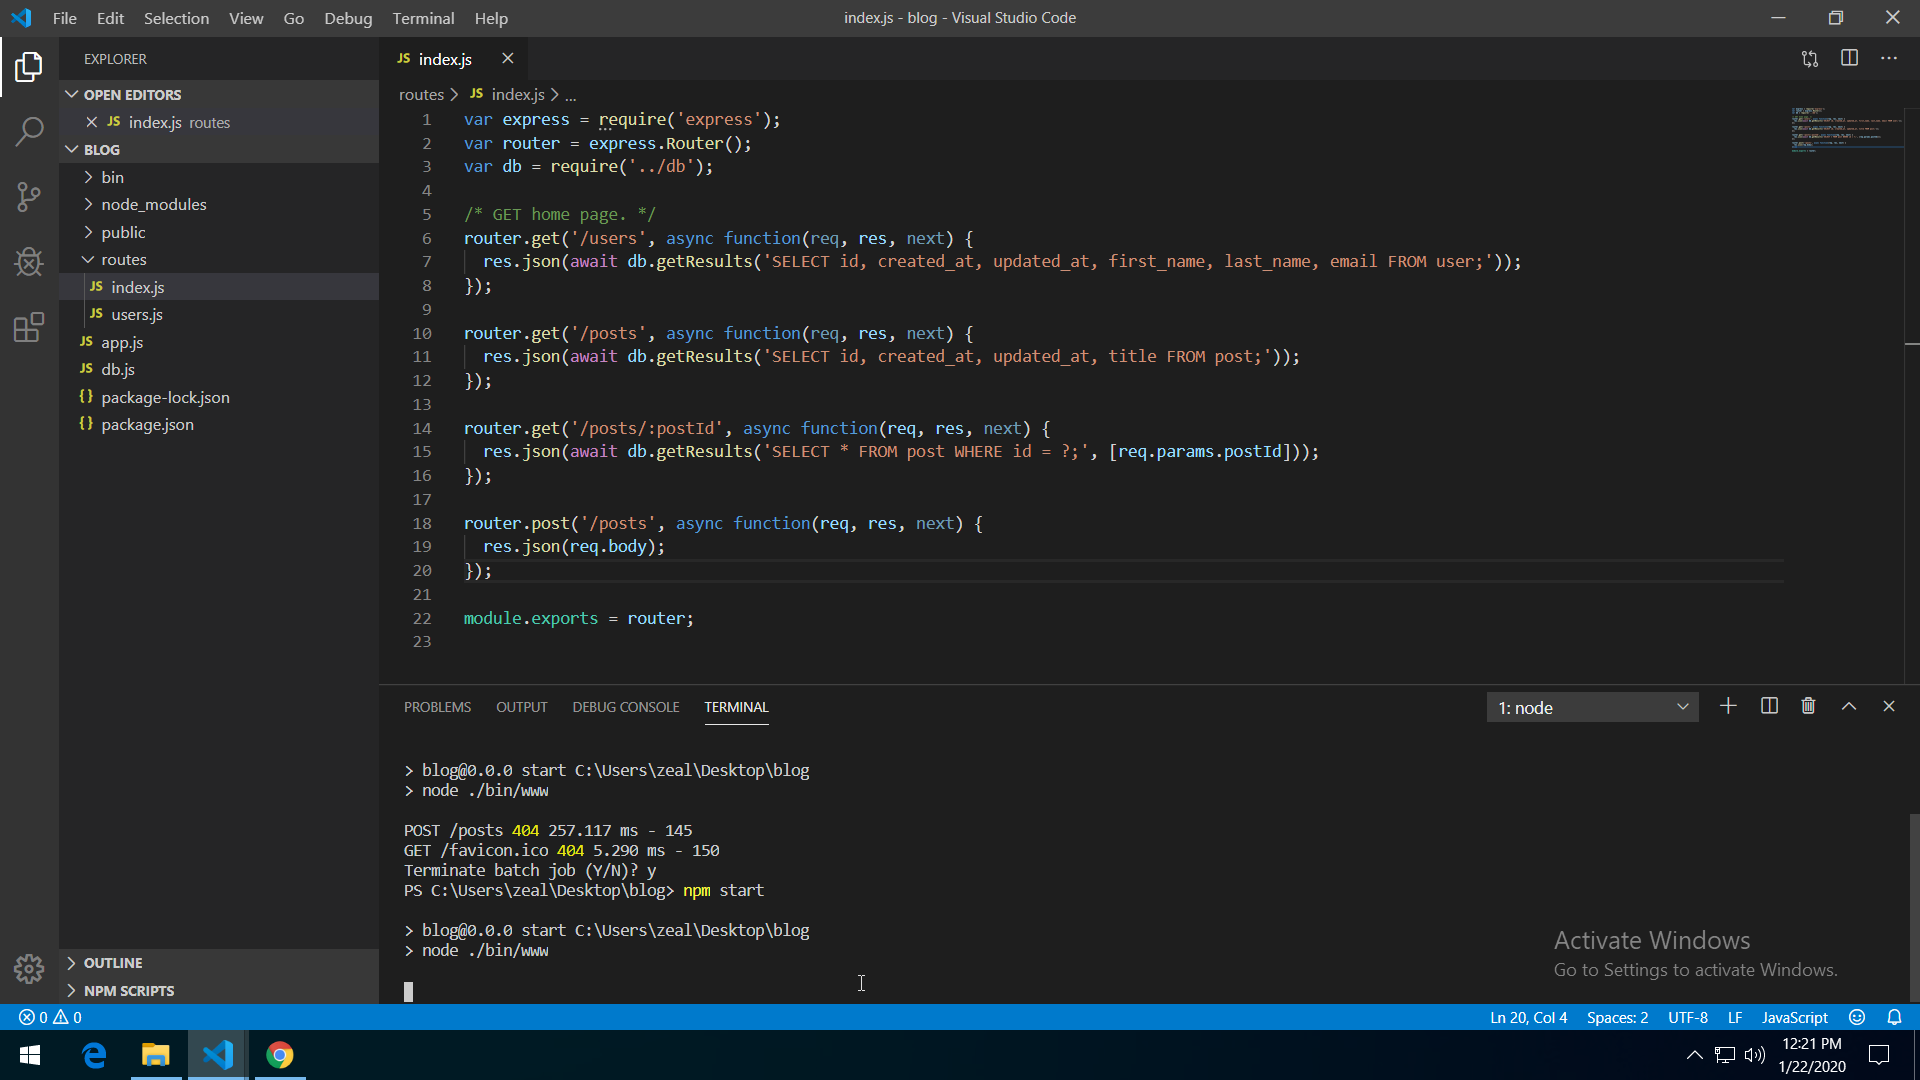 File Edit Selection View Go Debug Terminal Help
index.js - blog - Visual Studio Code
EXPLORER
OPEN EDITORS
JS index.js routes
BLOG
bin
node_modules
public
routes
JS index.js
JS users.js
JS app.js
JS db.js
{} package-lock.json
{} package.json
OUTLINE
NPM SCRIPTS
JS index.js
routes > JS index.js > ...
1 var express = require('express');
2 var router = express.Router();
3 var db = require('../db');
4
5 /* GET home page. */
6 router.get('/users', async function(req, res, next) {
7 res.json(await db.getResults('SELECT id, created_at, updated_at, first_name, last_name, email FROM user;'));
8 });
9
10 router.get('/posts', async function(req, res, next) {
11 res.json(await db.getResults('SELECT id, created_at, updated_at, title FROM post;'));
12 });
13
14 router.get('/posts/:postId', async function(req, res, next) {
15 res.json(await db.getResults('SELECT * FROM post WHERE id = ?;', [req.params.postId]));
16 });
17
18 router.post('/posts', async function(req, res, next) {
19 res.json(req.body);
20 });
21
22 module.exports = router;
23
PROBLEMS OUTPUT DEBUG CONSOLE TERMINAL
1: node
> blog@0.0.0 start C:\Users\zeal\Desktop\blog
> node ./bin/www
POST /posts 404 257.117 ms - 145
GET /favicon.ico 404 5.290 ms - 150
Terminate batch job (Y/N)? y
PS C:\Users\zeal\Desktop\blog> npm start
> blog@0.0.0 start C:\Users\zeal\Desktop\blog
> node ./bin/www
Activate Windows
Go to Settings to activate Windows.
0 0
Ln 20, Col 4 Spaces: 2 UTF-8 LF JavaScript
12:21 PM
1/22/2020